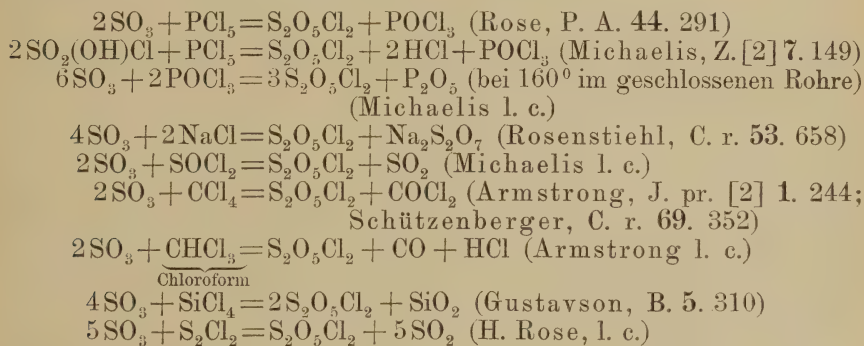 2SO₃+PCl₅=S₂O₅Cl₂+POCl₃ (Rose, P. A. 44. 291)
2SO₂(OH)Cl+PCl₅=S₂O₅Cl₂+2HCl+POCl₃ (Michaelis, Z.[2] 7. 149)
6SO₃+2POCl₃=3S₂O₅Cl₂+P₂O₅ (bei 160⁰ im geschlossenen Rohre)
(Michaelis l. c.)
4SO₃+2NaCl=S₂O₅Cl₂+Na₂S₂O₇ (Rosenstiehl, C. r. 53. 658)
2SO₃+SOCl₂=S₂O₅Cl₂+SO₂ (Michaelis l. c.)
2SO₃+CCl₄=S₂O₅Cl₂+COCl₂ (Armstrong, J. pr. [2] 1. 244;
Schützenberger, C. r. 69. 352)
2SO₃+CHCl₃=S₂O₅Cl₂+CO+HCl (Armstrong l. c.)
Chloroform
4SO₃+SiCl₄=2S₂O₅Cl₂+SiO₂ (Gustavson, B. 5. 310)
5SO₃+S₂Cl₂=S₂O₅Cl₂+5SO₂ (H. Rose, l. c.)